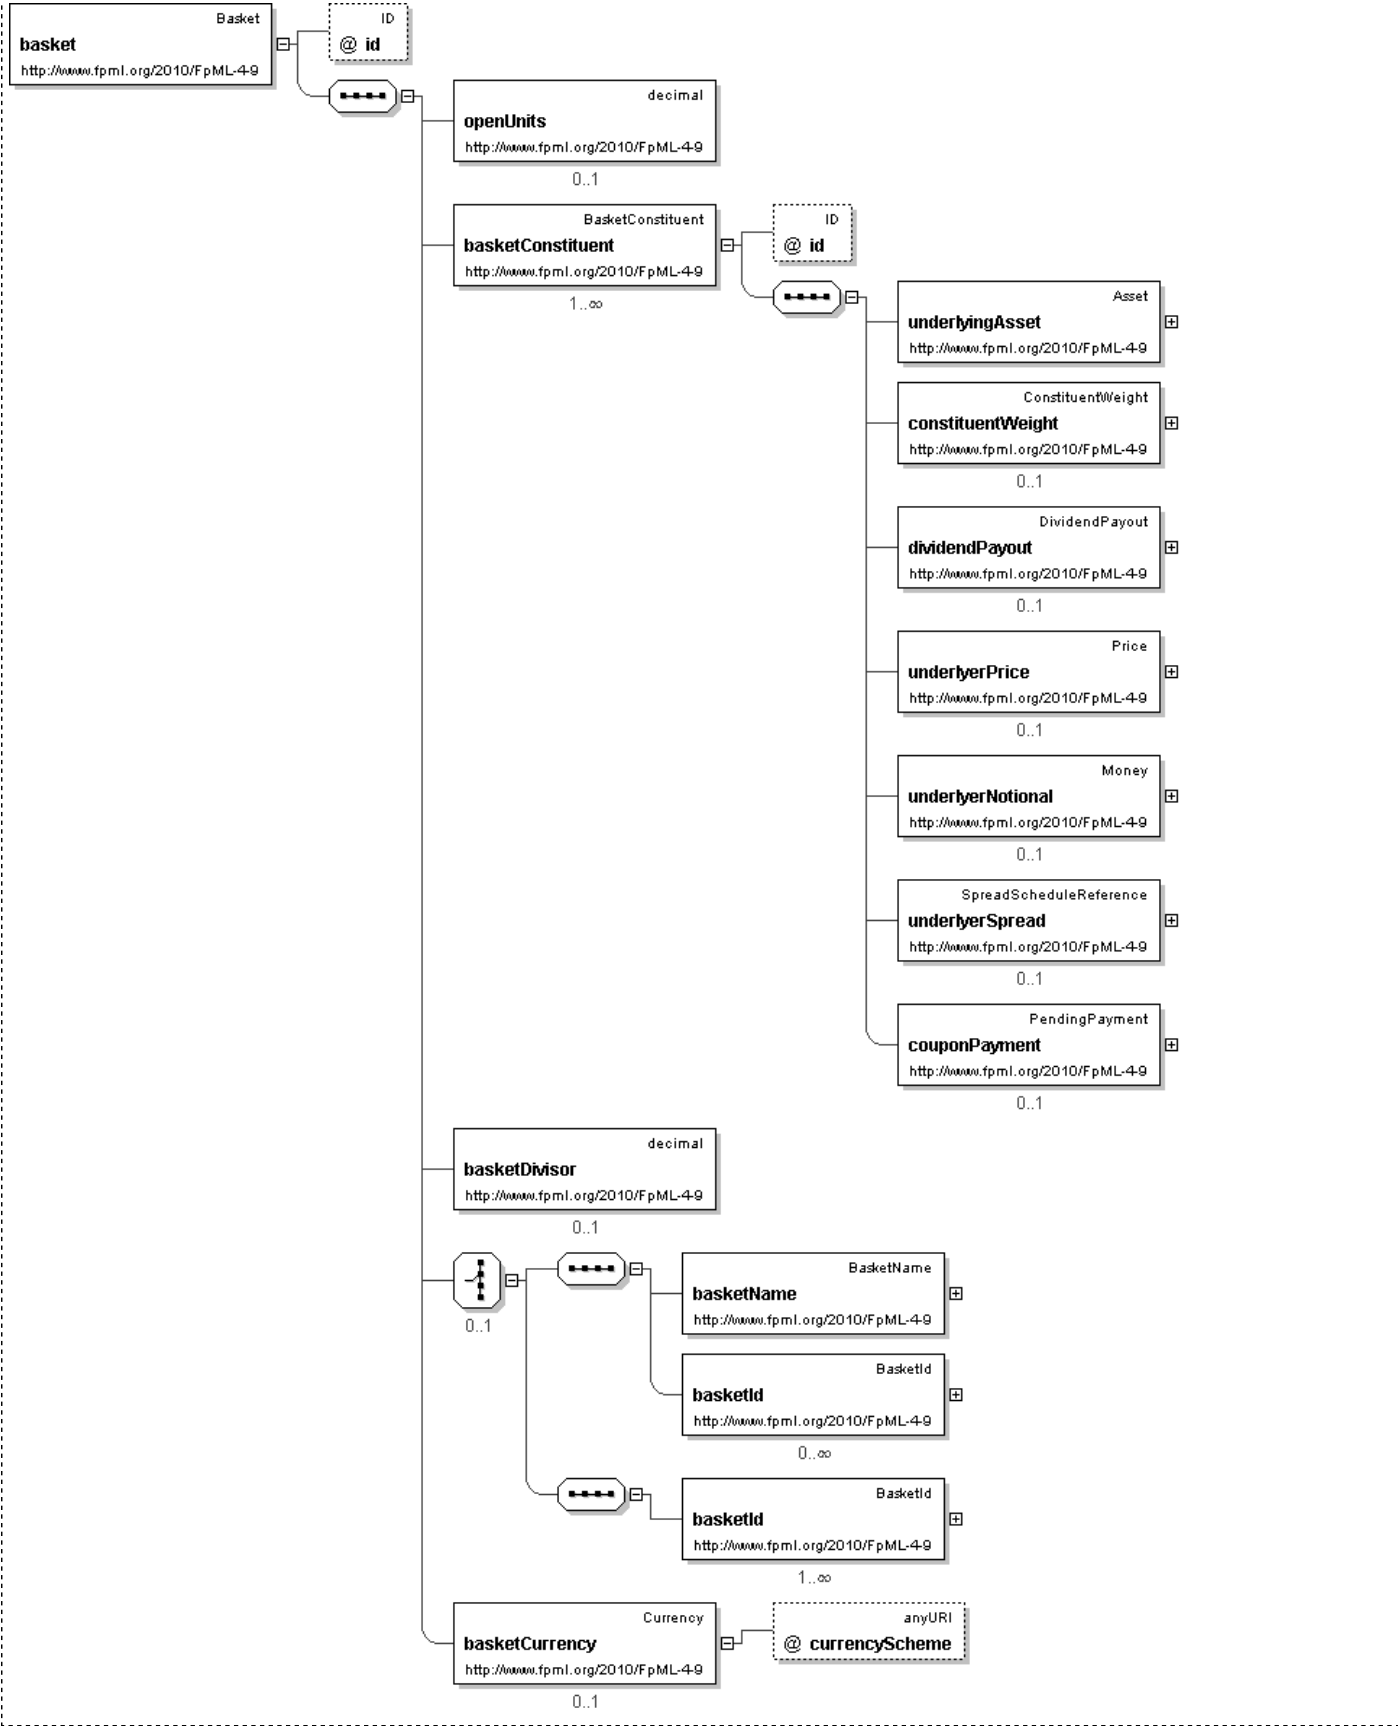 Basket
basket
http://www.fpml.org/2010/FpML-4-9
ID
@ id
decimal
openUnits
http://www.fpml.org/2010/FpML-4-9
0..1
BasketConstituent
basketConstituent
http://www.fpml.org/2010/FpML-4-9
1..∞
ID
@ id
Asset
underlyingAsset
http://www.fpml.org/2010/FpML-4-9
ConstituentWeight
constituentWeight
http://www.fpml.org/2010/FpML-4-9
0..1
DividendPayout
dividendPayout
http://www.fpml.org/2010/FpML-4-9
0..1
Price
underlyerPrice
http://www.fpml.org/2010/FpML-4-9
0..1
Money
underlyerNotional
http://www.fpml.org/2010/FpML-4-9
0..1
SpreadScheduleReference
underlyerSpread
http://www.fpml.org/2010/FpML-4-9
0..1
PendingPayment
couponPayment
http://www.fpml.org/2010/FpML-4-9
0..1
decimal
basketDivisor
http://www.fpml.org/2010/FpML-4-9
0..1
0..1
BasketName
basketName
http://www.fpml.org/2010/FpML-4-9
BasketId
basketId
http://www.fpml.org/2010/FpML-4-9
0..∞
BasketId
basketId
http://www.fpml.org/2010/FpML-4-9
1..∞
Currency
basketCurrency
http://www.fpml.org/2010/FpML-4-9
0..1
anyURI
@ currencyScheme